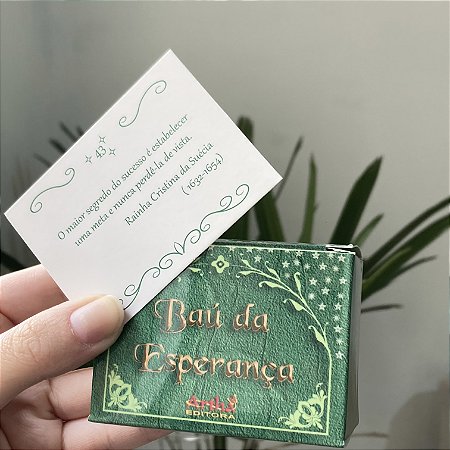 43
O maior segredo do sucesso é estabelecer
uma meta e nunca perdê-la de vista.
Rainha Cristina da Suécia
(1632-1654)
Baú da
Esperança
EDITORA